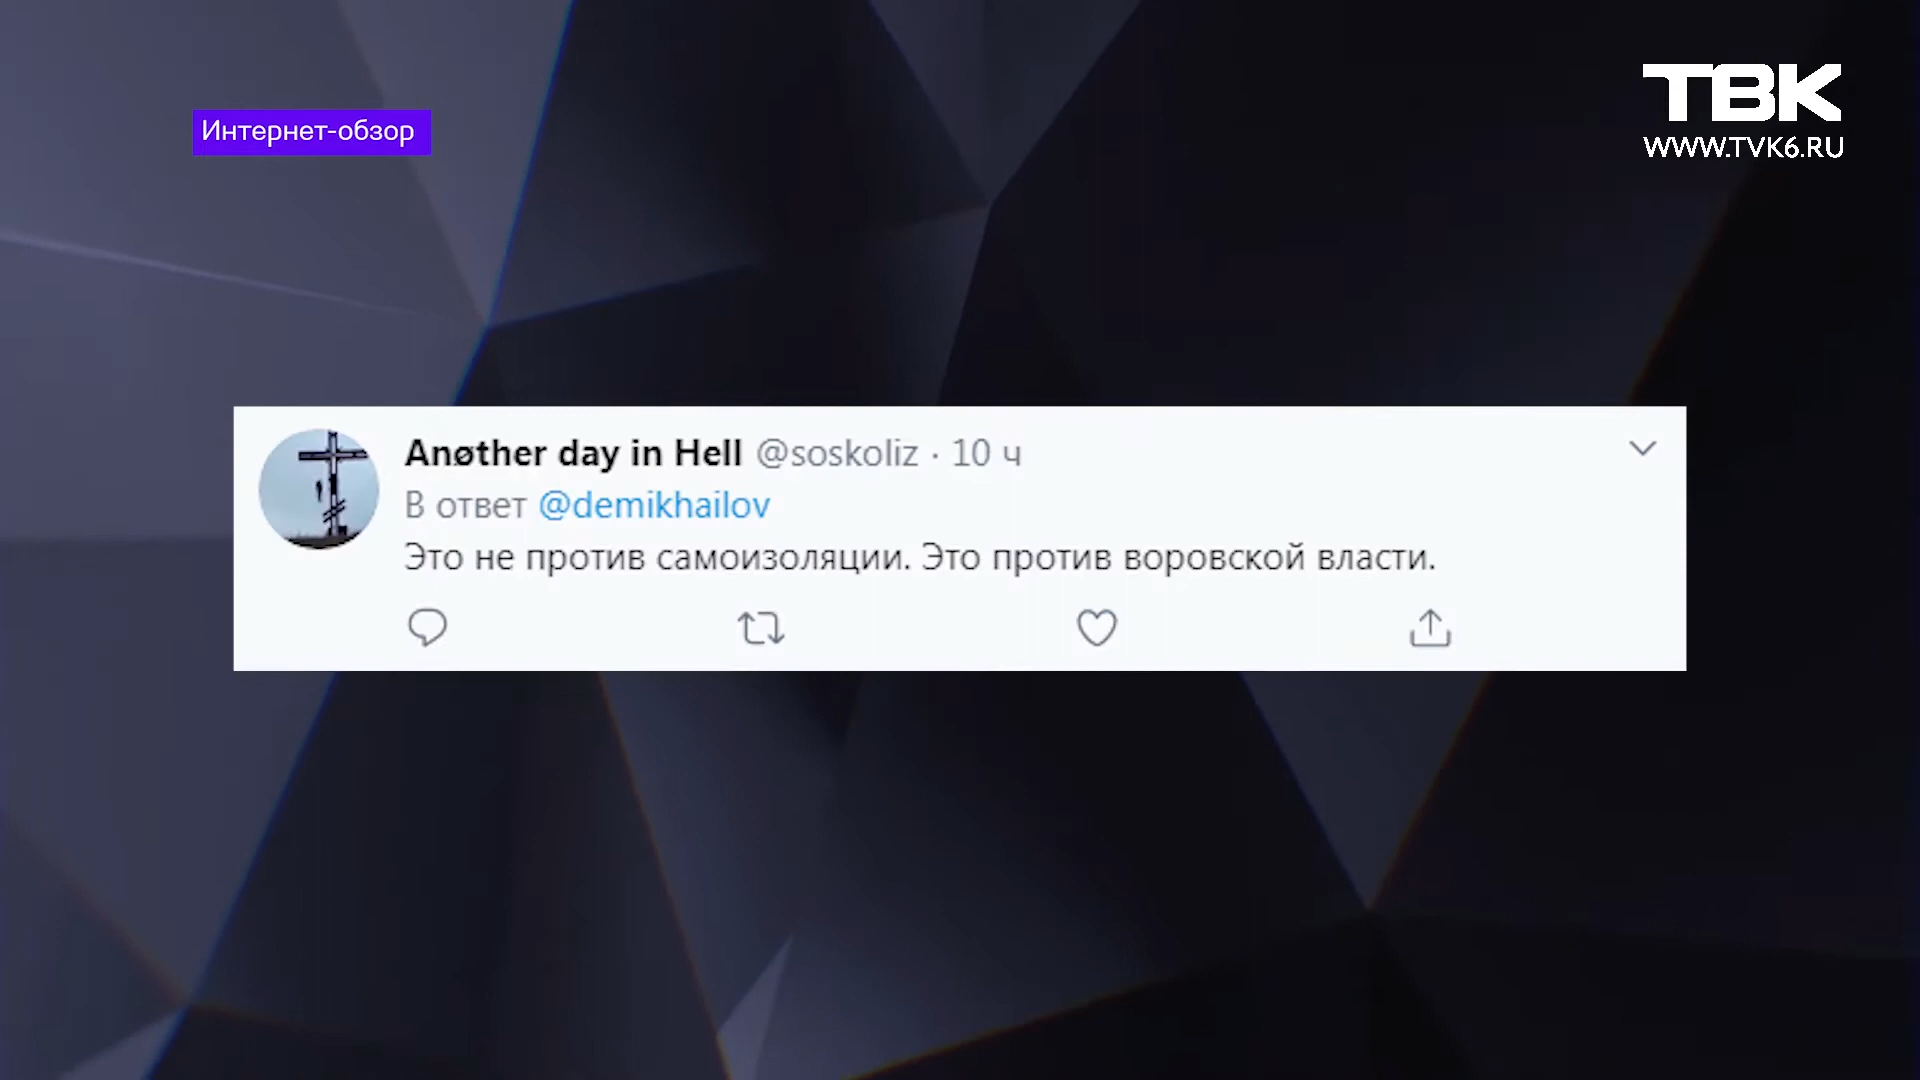 Интернет-обзор
ТВК
WWW.TVK6.RU
Anøther day in Hell @soskoliz · 10 ч
В ответ @demikhailov
Это не против самоизоляции. Это против воровской власти.